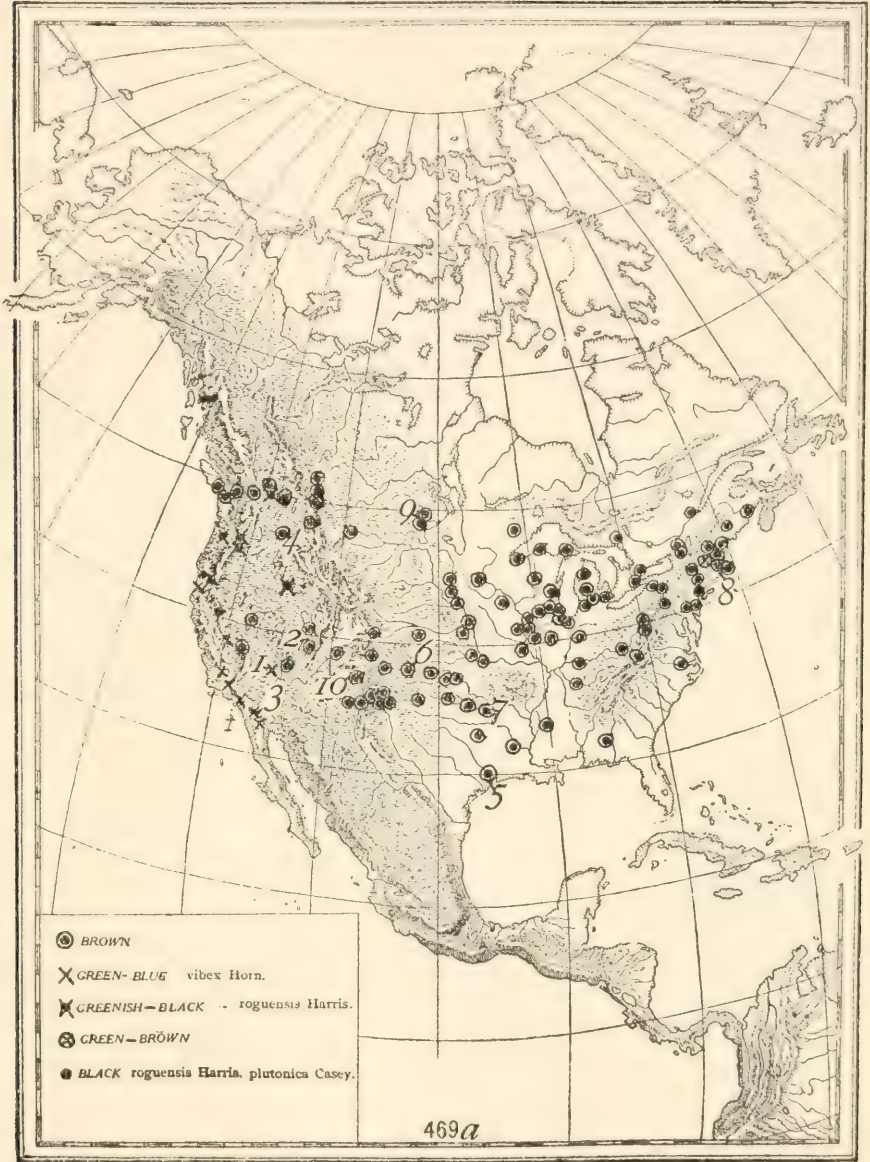 9
4
8
2
1
6
10
3
7
1
5
BROWN
GREEN-BLUE vibex Horn.
GREENISH-BLACK - roguensis Harris.
GREEN-BROWN
BLACK roguensis Harris, plutonica Casey.
469a